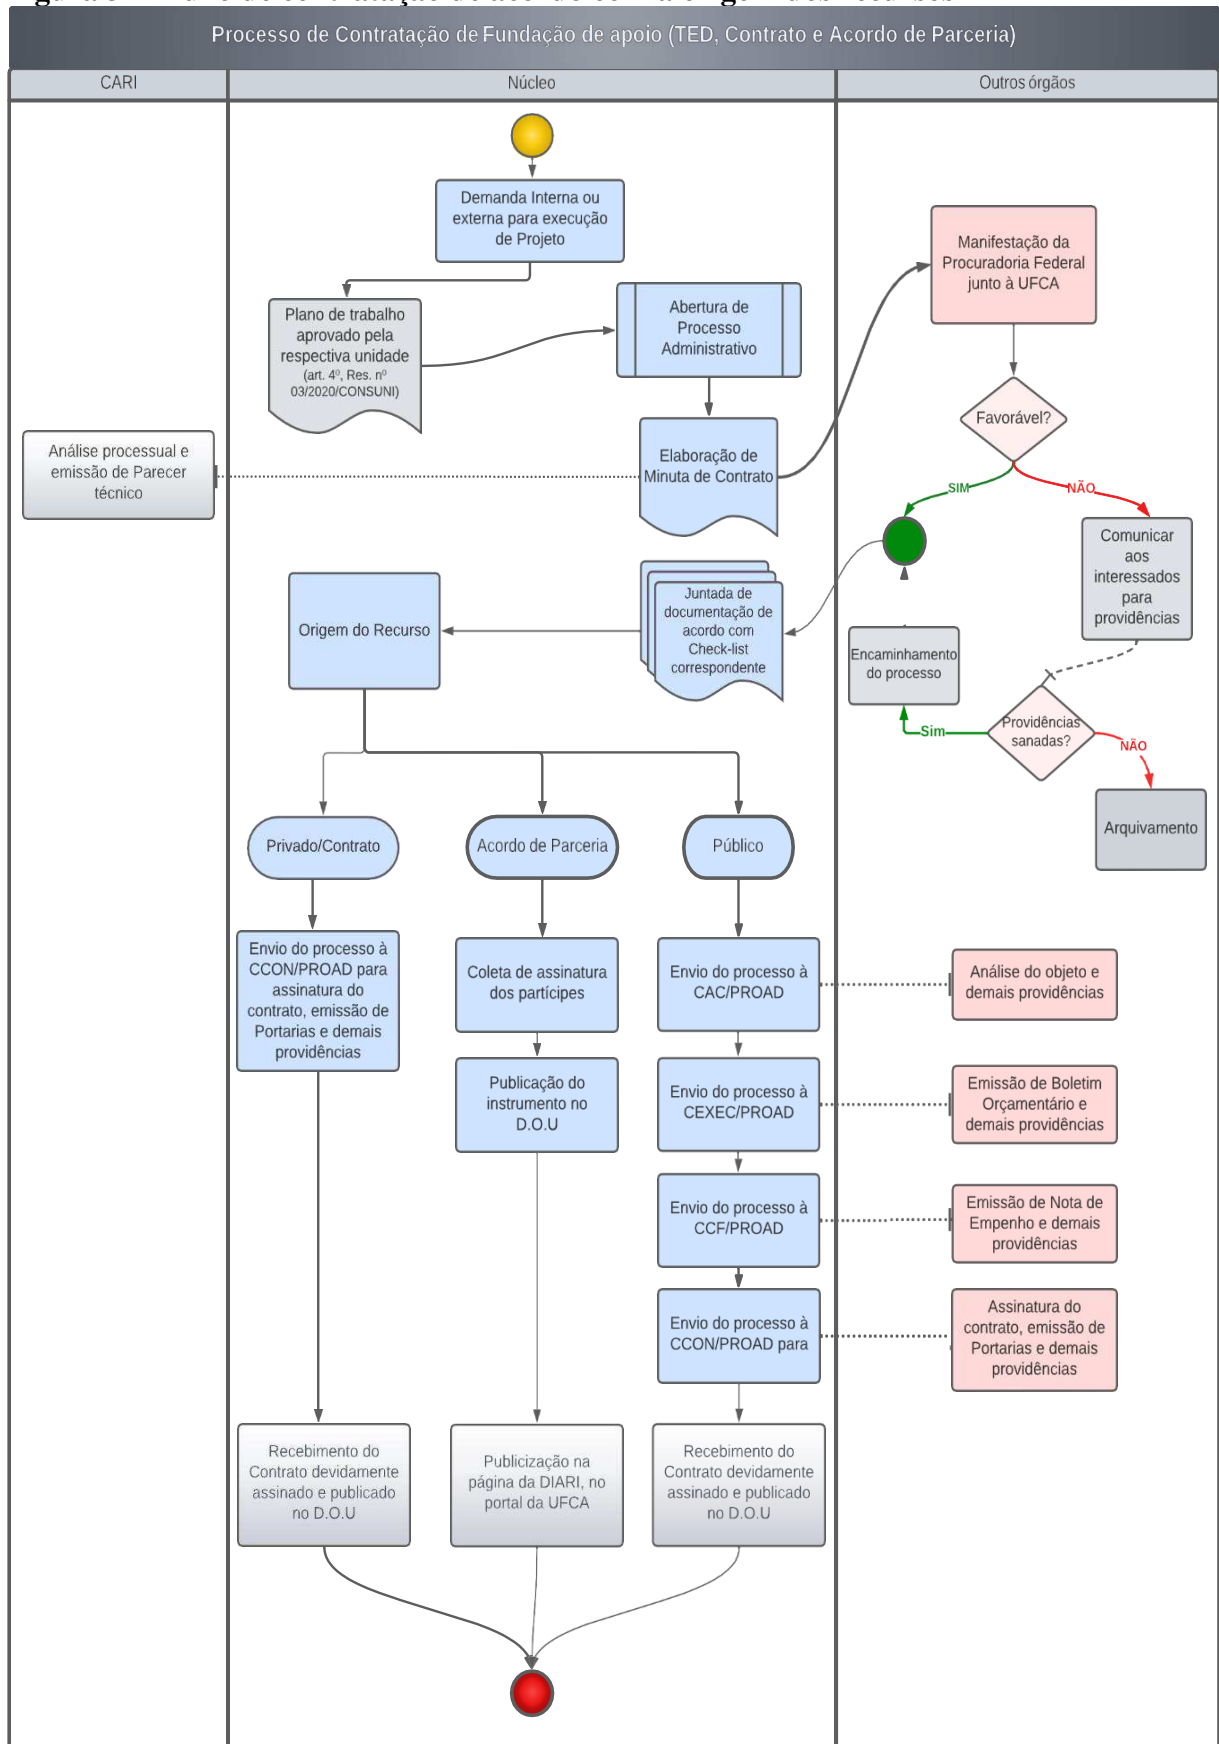 Processo de Contratação de Fundação de apoio (TED, Contrato e Acordo de Parceria)
CARI
Núcleo
Outros órgãos
Demanda Interna ou
externa para execução
de Projeto
Plano de trabalho
aprovado pela
respectiva unidade
(art. 4º, Res. nº
03/2020/CONSUNI)
Abertura de
Processo
Administrativo
Manifestação da
Procuradoria Federal
junto à UFCA
Favorável?
SIM
NÃO
Análise processual e
emissão de Parecer
técnico
Elaboração de
Minuta de Contrato
Comunicar
aos
interessados
para
providências
Juntada de
documentação de
acordo com
Check-list
correspondente
Origem do Recurso
Encaminhamento
do processo
Providências
sanadas?
Sim
NÃO
Arquivamento
Privado/Contrato
Acordo de Parceria
Público
Envio do processo à
CCON/PROAD para
assinatura do
contrato, emissão de
Portarias e demais
providências
Coleta de assinatura
dos partícipes
Publicação do
instrumento no
D.O.U
Envio do processo à
CAC/PROAD
Análise do objeto e
demais providências
Envio do processo à
CEXEC/PROAD
Emissão de Boletim
Orçamentário e
demais providências
Envio do processo à
CCF/PROAD
Emissão de Nota de
Empenho e demais
providências
Envio do processo à
CCON/PROAD para
Assinatura do
contrato, emissão de
Portarias e demais
providências
Recebimento do
Contrato devidamente
assinado e publicado
no D.O.U
Publicização na
página da DIARI, no
portal da UFCA
Recebimento do
Contrato devidamente
assinado e publicado
no D.O.U